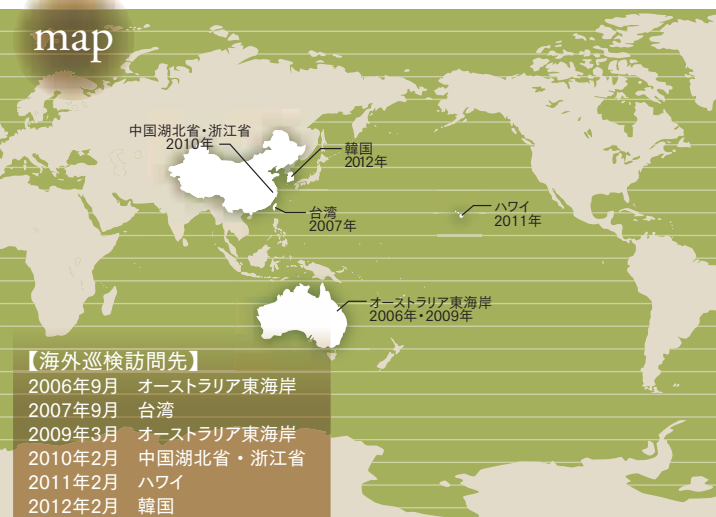 map
中国湖北省・浙江省
2010年
韓国
2012年
台湾
2007年
ハワイ
2011年
オーストラリア東海岸
2006年・2009年
【海外巡検訪問先】
2006年9月　オーストラリア東海岸
2007年9月　台湾
2009年3月　オーストラリア東海岸
2010年2月　中国湖北省・浙江省
2011年2月　ハワイ
2012年2月　韓国